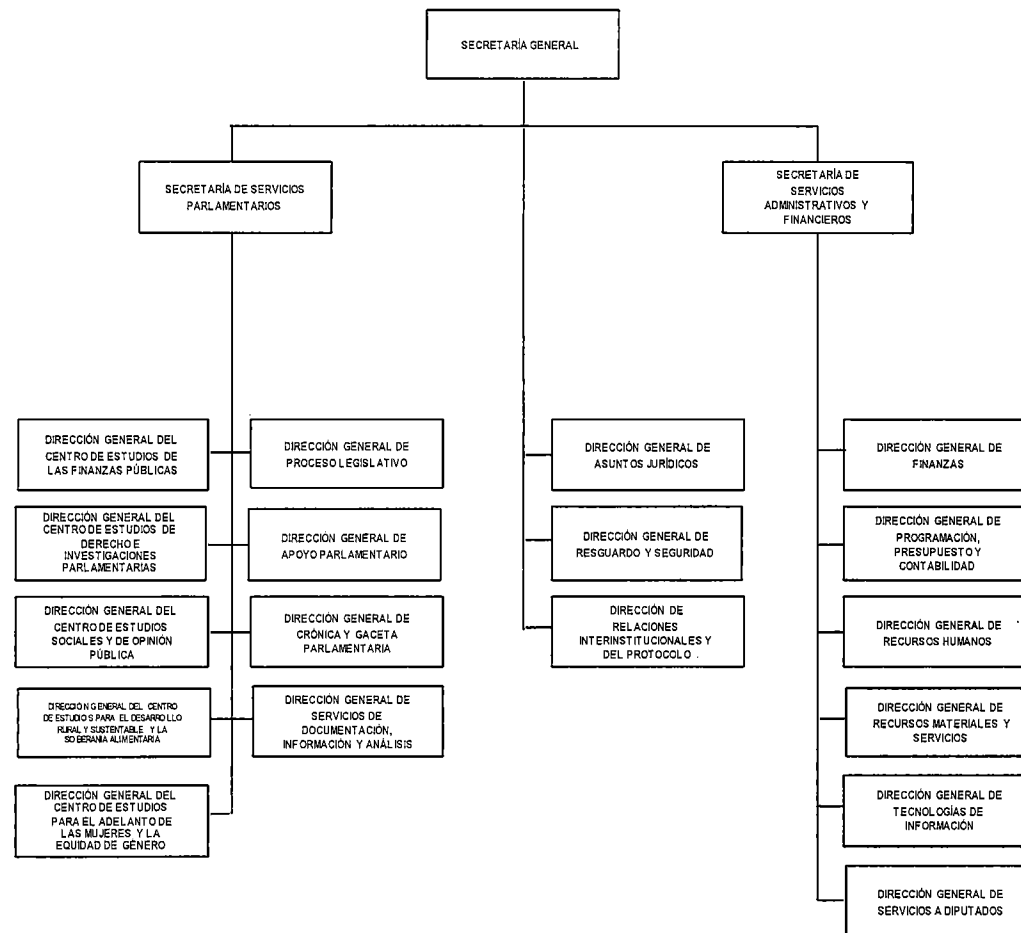 SECRETARÍA GENERAL
SECRETARÍA DE SERVICIOS
PARLAMENTARIOS
SECRETARÍA DE
SERVICIOS
ADMINISTRATIVOS Y
FINANCIEROS
DIRECCIÓN GENERAL DEL
CENTRO DE ESTUDIOS DE
LAS FINANZAS PÚBLICAS
DIRECCIÓN GENERAL DE
PROCESO LEGISLATIVO
DIRECCIÓN GENERAL DE
ASUNTOS JURÍDICOS
DIRECCIÓN GENERAL DE
FINANZAS
DIRECCIÓN GENERAL DEL
CENTRO DE ESTUDIOS DE
DERECHO E
INVESTIGACIONES
PARLAMENTARIAS
DIRECCIÓN GENERAL DE
APOYO PARLAMENTARIO
DIRECCIÓN GENERAL DE
RESGUARDO Y SEGURIDAD
DIRECCIÓN GENERAL DE
PROGRAMACIÓN,
PRESUPUESTO Y
CONTABILIDAD
DIRECCIÓN GENERAL DEL
CENTRO DE ESTUDIOS
SOCIALES Y DE OPINIÓN
PÚBLICA
DIRECCIÓN GENERAL DE
CRÓNICA Y GACETA
PARLAMENTARIA
DIRECCIÓN DE
RELACIONES
INTERINSTITUCIONALES Y
DEL PROTOCOLO .
DIRECCIÓN GENERAL DE
RECURSOS HUMANOS
DIRECCIÓN GENERAL DEL CENTRO
DE ESTUDIOS PARA EL DESARROLLO
RURAL Y SUSTENTABLE Y LA
SOBERANIA ALIMENTARIA
DIRECCIÓN GENERAL DE
SERVICIOS DE
DOCUMENTACIÓN,
INFORMACIÓN Y ANÁLISIS
DIRECCIÓN GENERAL DE
RECURSOS MATERIALES Y
SERVICIOS
DIRECCIÓN GENERAL DEL
CENTRO DE ESTUDIOS
PARA EL ADELANTO DE
LAS MUJERES Y LA
EQUIDAD DE GÉNERO
DIRECCIÓN GENERAL DE
TECNOLOGÍAS DE
INFORMACIÓN
DIRECCIÓN GENERAL DE
SERVICIOS A DIPUTADOS